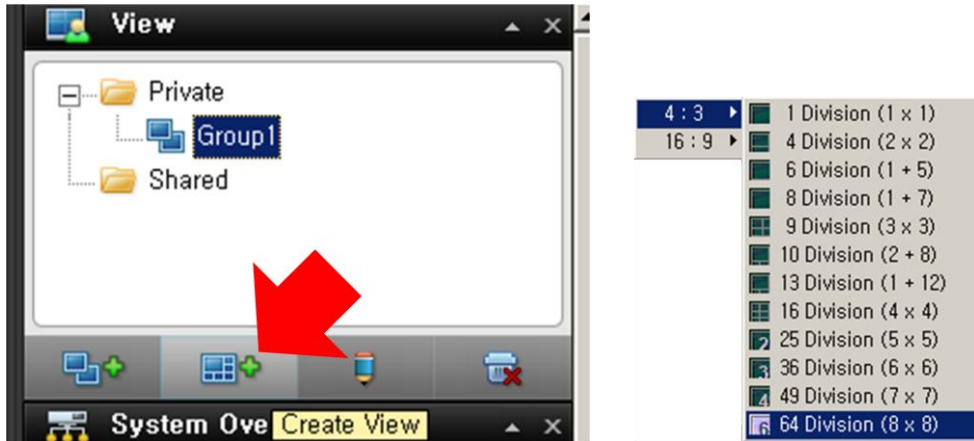 View
Private
Group1
Shared
System Ove
Create View
4 : 3
16 : 9
1 Division (1 x 1)
4 Division (2 x 2)
6 Division (1 + 5)
8 Division (1 + 7)
9 Division (3 x 3)
10 Division (2 + 8)
13 Division (1 + 12)
16 Division (4 x 4)
25 Division (5 x 5)
36 Division (6 x 6)
49 Division (7 x 7)
64 Division (8 x 8)